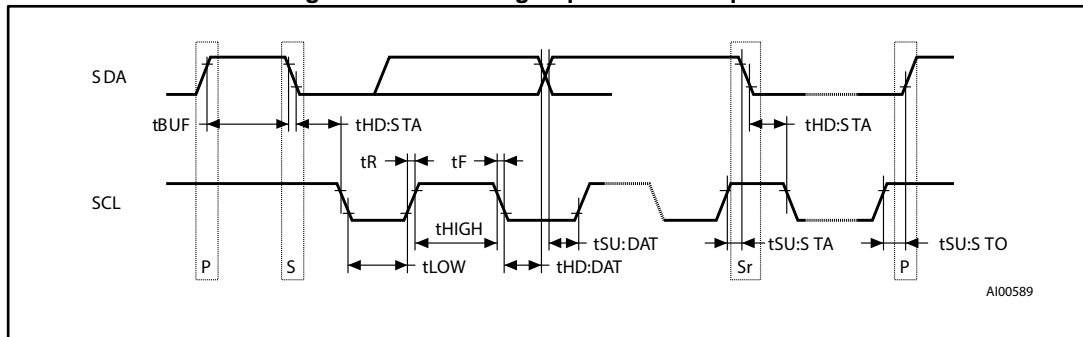 SDA
tBUF
tHD:STA
tHD:STA
tR
tF
SCL
tHIGH
tSU:DAT
tSU:STA
tSU:STO
tLOW
tHD:DAT
P
S
Sr
P
AI00589